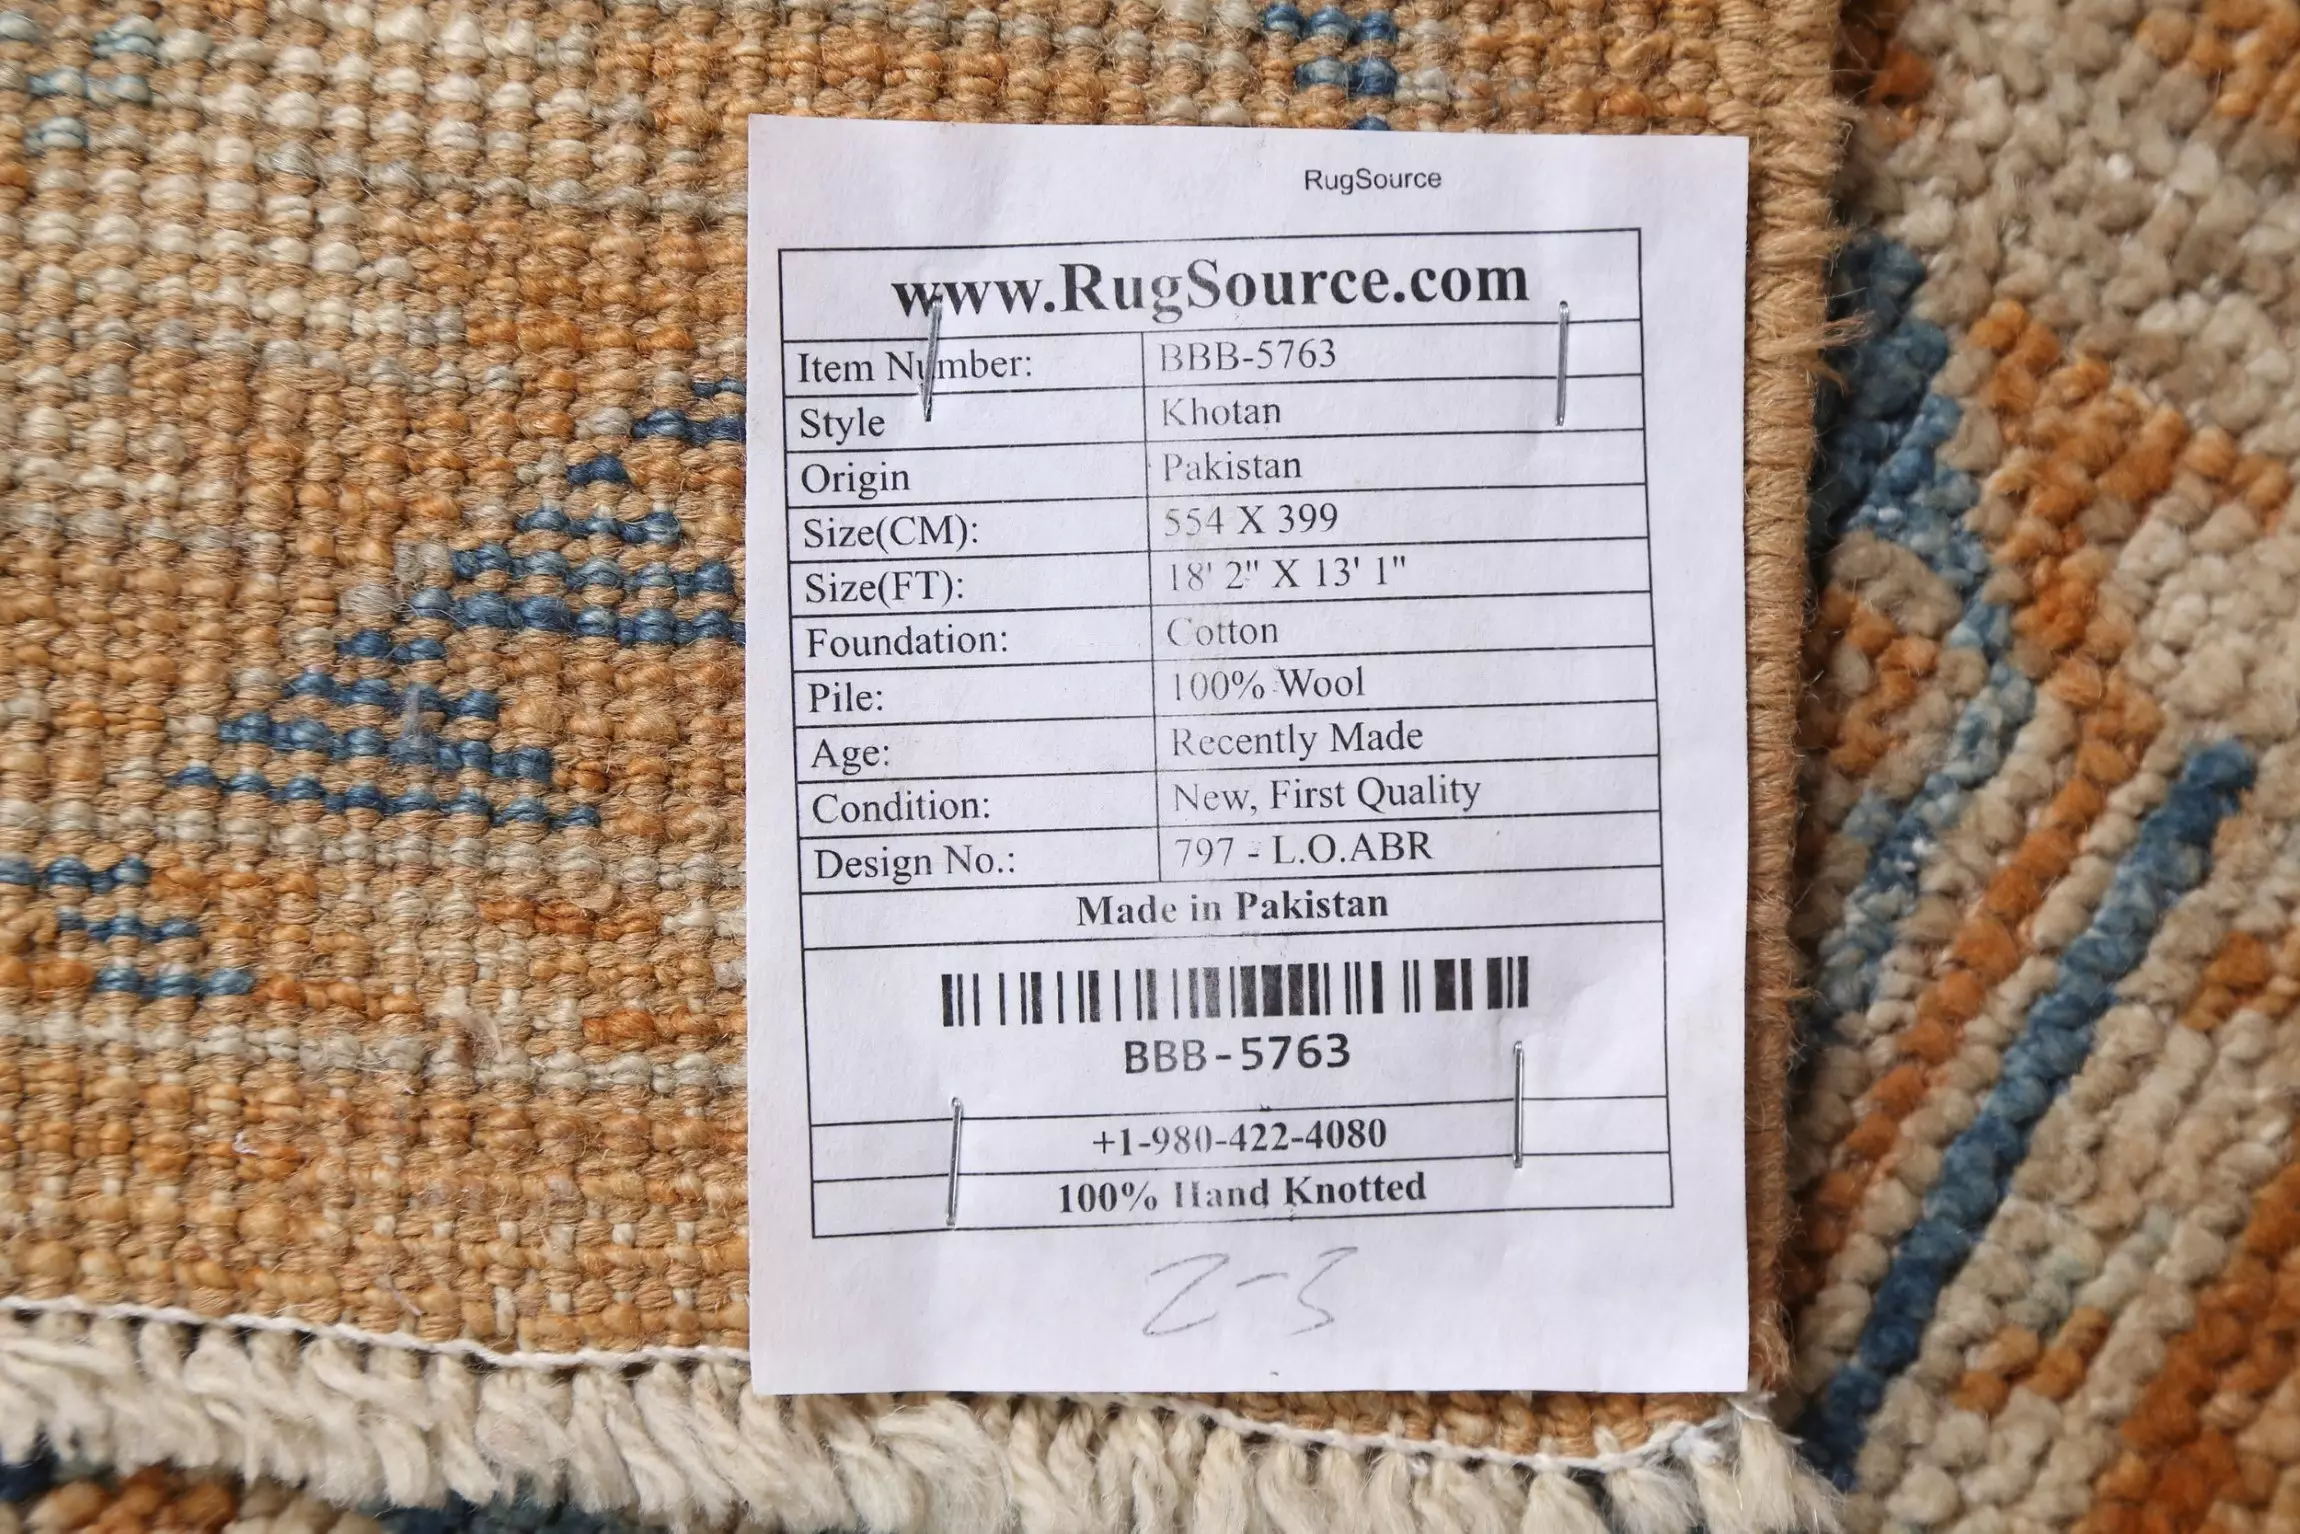 RugSource
www.RugSource.com
Item Number: BBB-5763
Style Khotan
Origin Pakistan
Size(CM): 554 X 399
Size(FT): 18' 2" X 13' 1"
Foundation: Cotton
Pile: 100% Wool
Age: Recently Made
Condition: New, First Quality
Design No.: 797 - L.O.ABR
Made in Pakistan
BBB-5763
+1-980-422-4080
100% Hand Knotted